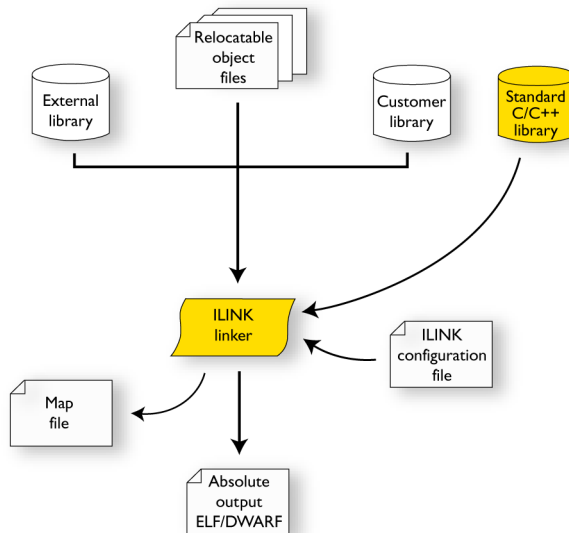 Relocatable
object
files
External
library
Customer
library
Standard
C/C++
library
ILINK
linker
ILINK
configuration
file
Map
file
Absolute
output
ELF/DWARF